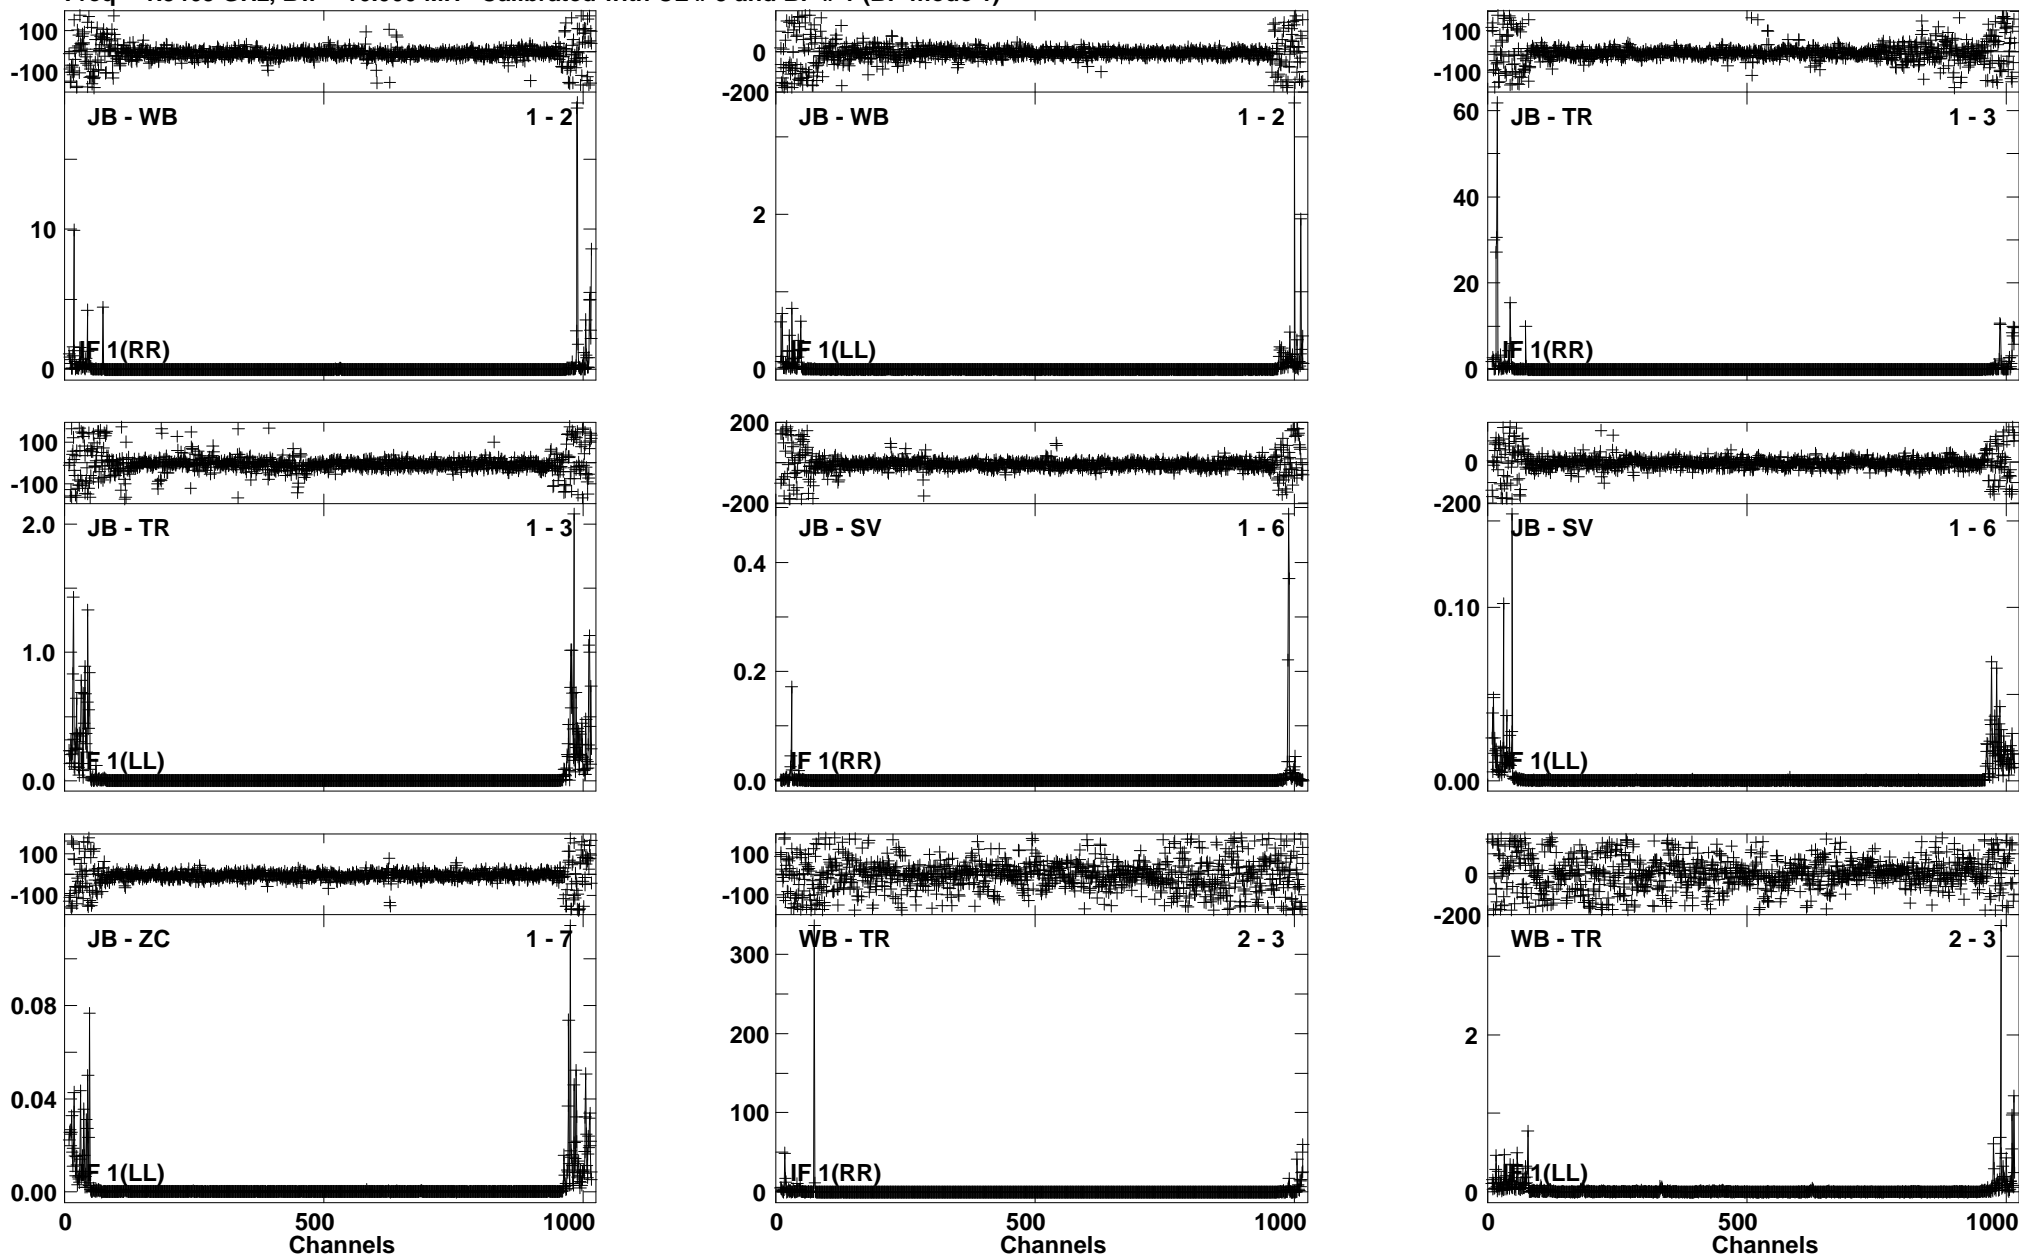 100
-100
JB - WB 1 - 2
10
0
IF 1(RR)
0
-200
JB - WB 1 - 2
2
0
IF 1(LL)
100
-100
JB - TR 1 - 3
60
40
20
0
IF 1(RR)
100
-100
JB - TR 1 - 3
2.0
1.0
0.0
IF 1(LL)
200
-200
JB - SV 1 - 6
0.4
0.2
0.0
IF 1(RR)
0
-200
JB - SV 1 - 6
0.10
0.00
IF 1(LL)
100
-100
JB - ZC 1 - 7
0.08
0.04
0.00
IF 1(LL)
0 500 1000
Channels
100
-100
WB - TR 2 - 3
300
200
100
0
IF 1(RR)
0 500 1000
Channels
0
-200
WB - TR 2 - 3
2
0
IF 1(LL)
0 500 1000
Channels